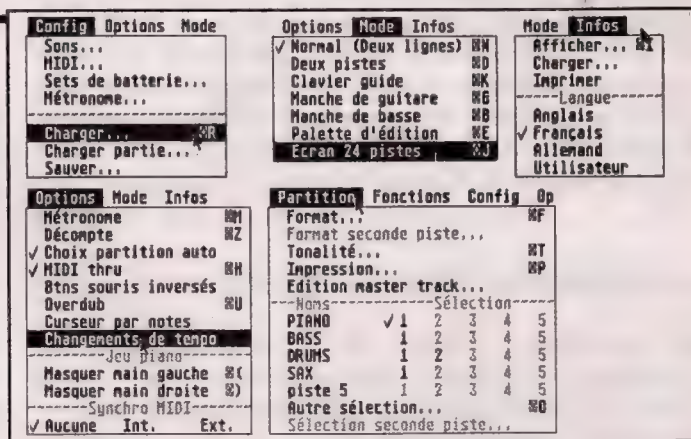 Config Options Mode
Sons...
MIDI...
Sets de batterie...
Métronome...
Charger... ⌘R
Charger partie...
Sauver...
Options Mode Infos
✓ Normal (Deux lignes) ⌘N
Deux pistes ⌘D
Clavier guide ⌘K
Manche de guitare ⌘G
Manche de basse ⌘B
Palette d'édition ⌘E
Ecran 24 pistes ⌘J
Mode Infos
Afficher... ⌘I
Charger...
Imprimer
Langue
Anglais
✓ Français
Allemand
Utilisateur
Options Mode Infos
Métronome ⌘M
Décompte ⌘Z
✓ Choix partition auto
✓ MIDI thru ⌘H
Btns souris inversés
Overdub ⌘U
Curseur par notes
Changements de tempo
Jeu piano
Masquer main gauche ⌘(
Masquer main droite ⌘)
Synchro MIDI
✓ Aucune Int. Ext.
Partition Fonctions Config Op
Format... ⌘F
Format seconde piste...
Tonalité... ⌘T
Impression... ⌘P
Edition master track...
Noms Sélection
PIANO ✓ 1 2 3 4 5
BASS 1 2 3 4 5
DRUMS 1 2 3 4 5
SAX 1 2 3 4 5
piste 5 1 2 3 4 5
Autre sélection... ⌘O
Sélection seconde piste...